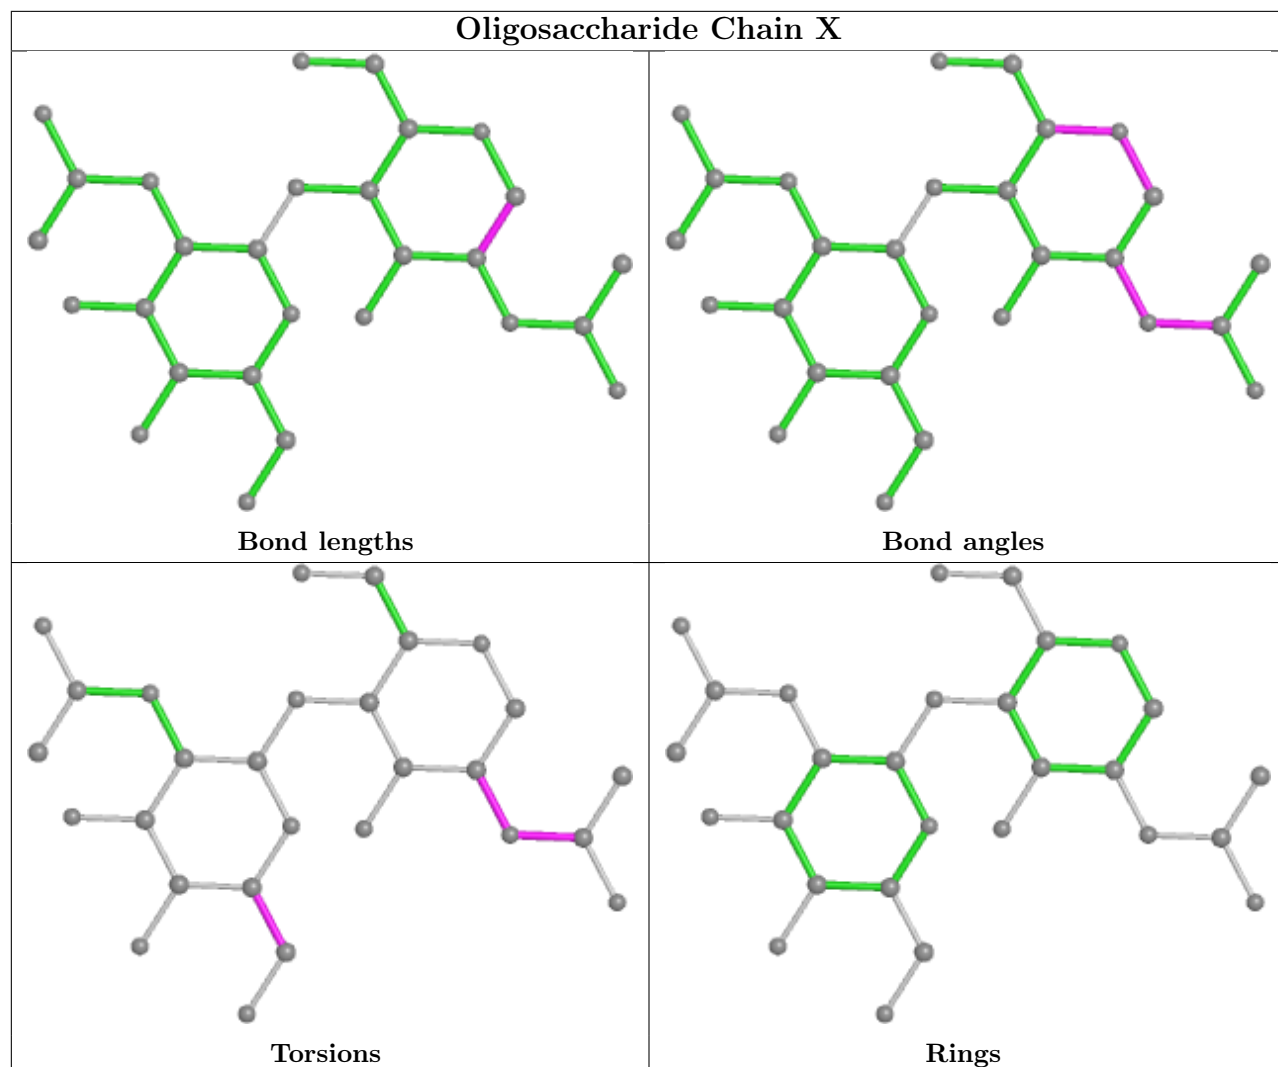 Oligosaccharide Chain X
Bond lengths
Bond angles
Torsions
Rings